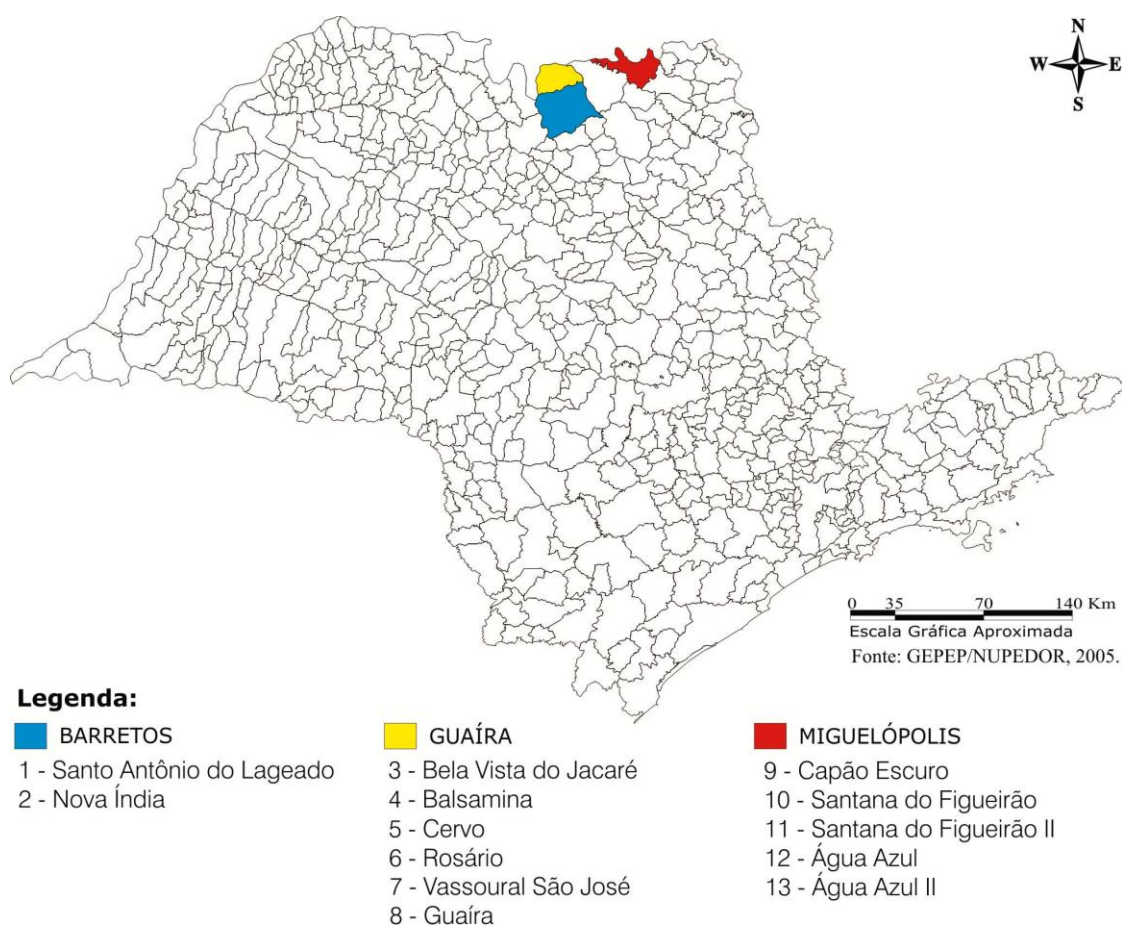 N
W E
S
0 35 70 140 Km
Escala Gráfica Aproximada
Fonte: GEPEP/NUPEDOR, 2005.
Legenda:
BARRETOS
1 - Santo Antônio do Lageado
2 - Nova Índia
GUAÍRA
3 - Bela Vista do Jacaré
4 - Balsamina
5 - Cervo
6 - Rosário
7 - Vassoural São José
8 - Guaíra
MIGUELÓPOLIS
9 - Capão Escuro
10 - Santana do Figueirão
11 - Santana do Figueirão II
12 - Água Azul
13 - Água Azul II